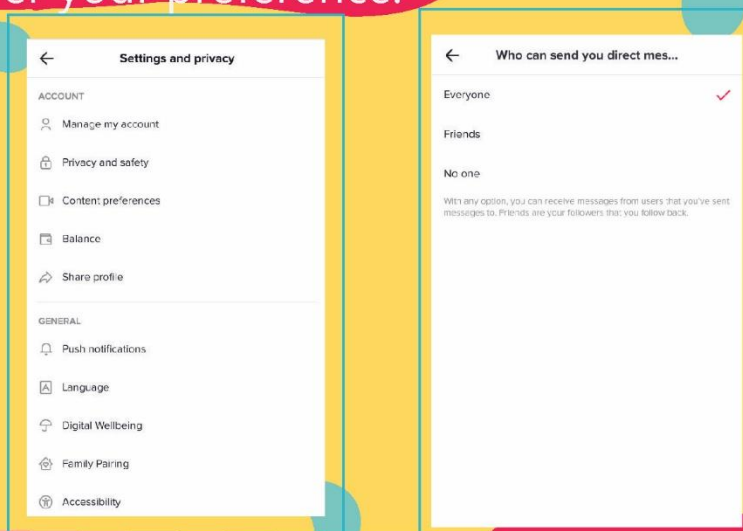 or your preference.
Settings and privacy
ACCOUNT
Manage my account
Privacy and safety
Content preferences
Balance
Share profile
GENERAL
Push notifications
Language
Digital Wellbeing
Family Pairing
Accessibility
Who can send you direct mes...
Everyone
Friends
No one
With any option, you can receive messages from users that you've sent
messages to. Friends are your followers that you follow back.